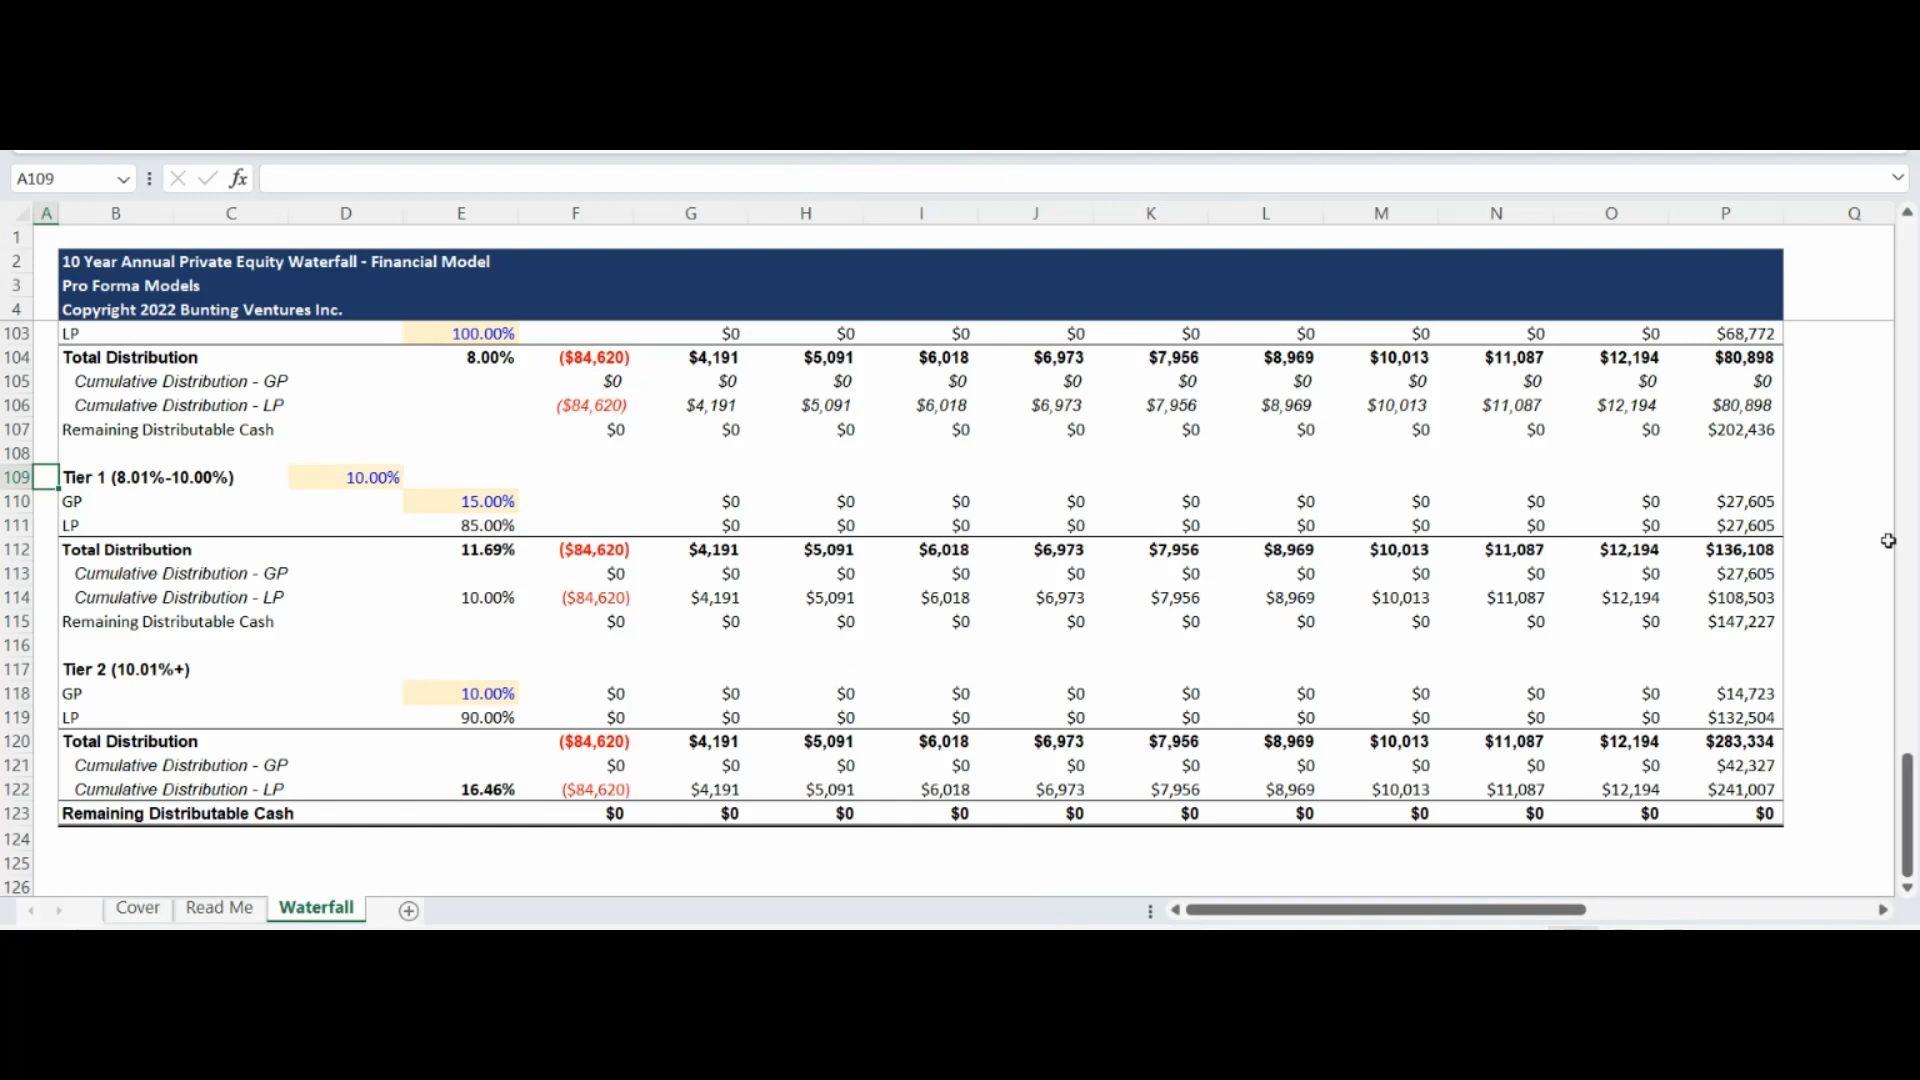 A109 fx
A B C D E F G H I J K L M N O P Q
1
2 10 Year Annual Private Equity Waterfall - Financial Model
3 Pro Forma Models
4 Copyright 2022 Bunting Ventures Inc.
103 LP 100.00% $0 $0 $0 $0 $0 $0 $0 $0 $0 $68,772
104 Total Distribution 8.00% ($84,620) $4,191 $5,091 $6,018 $6,973 $7,956 $8,969 $10,013 $11,087 $12,194 $80,898
105 Cumulative Distribution - GP $0 $0 $0 $0 $0 $0 $0 $0 $0 $0 $0
106 Cumulative Distribution - LP ($84,620) $4,191 $5,091 $6,018 $6,973 $7,956 $8,969 $10,013 $11,087 $12,194 $80,898
107 Remaining Distributable Cash $0 $0 $0 $0 $0 $0 $0 $0 $0 $0 $202,436
108
109 Tier 1 (8.01%-10.00%) 10.00%
110 GP 15.00% $0 $0 $0 $0 $0 $0 $0 $0 $0 $27,605
111 LP 85.00% $0 $0 $0 $0 $0 $0 $0 $0 $0 $27,605
112 Total Distribution 11.69% ($84,620) $4,191 $5,091 $6,018 $6,973 $7,956 $8,969 $10,013 $11,087 $12,194 $136,108
113 Cumulative Distribution - GP $0 $0 $0 $0 $0 $0 $0 $0 $0 $0 $27,605
114 Cumulative Distribution - LP 10.00% ($84,620) $4,191 $5,091 $6,018 $6,973 $7,956 $8,969 $10,013 $11,087 $12,194 $108,503
115 Remaining Distributable Cash $0 $0 $0 $0 $0 $0 $0 $0 $0 $0 $147,227
116
117 Tier 2 (10.01%+)
118 GP 10.00% $0 $0 $0 $0 $0 $0 $0 $0 $0 $0 $14,723
119 LP 90.00% $0 $0 $0 $0 $0 $0 $0 $0 $0 $0 $132,504
120 Total Distribution ($84,620) $4,191 $5,091 $6,018 $6,973 $7,956 $8,969 $10,013 $11,087 $12,194 $283,334
121 Cumulative Distribution - GP $0 $0 $0 $0 $0 $0 $0 $0 $0 $0 $42,327
122 Cumulative Distribution - LP 16.46% ($84,620) $4,191 $5,091 $6,018 $6,973 $7,956 $8,969 $10,013 $11,087 $12,194 $241,007
123 Remaining Distributable Cash $0 $0 $0 $0 $0 $0 $0 $0 $0 $0 $0
124
125
126
Cover Read Me Waterfall